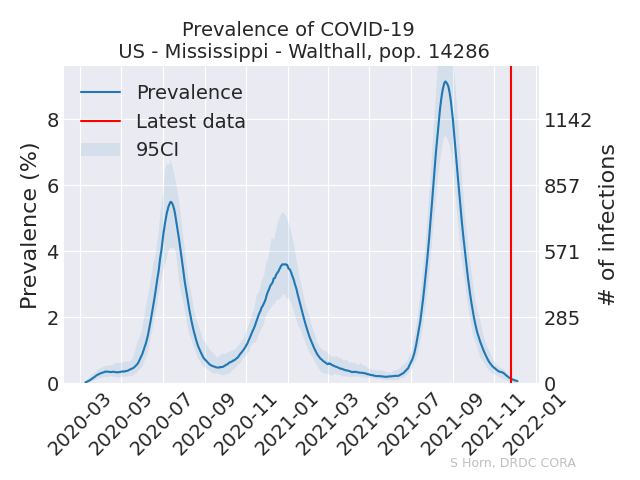 Prevalence of COVID-19
US - Mississippi - Walthall, pop. 14286
Prevalence
Latest data
95CI
Prevalence (%)
8
6
4
2
0
1142
857
571
285
0
# of infections
2020-03
2020-05
2020-07
2020-09
2020-11
2021-01
2021-03
2021-05
2021-07
2021-09
2021-11
2022-01
S Horn, DRDC CORA